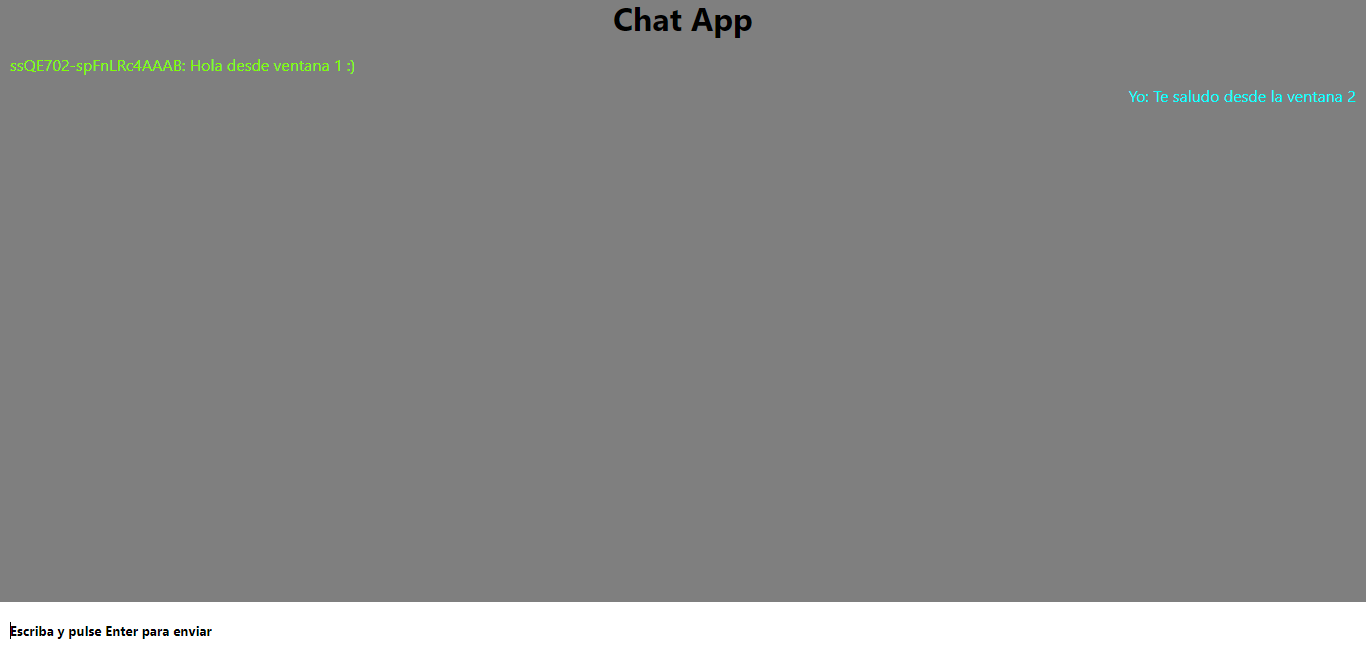 Chat App
ssQE702-spFnLRc4AAAB: Hola desde ventana 1 :)
Yo: Te saludo desde la ventana 2
Escriba y pulse Enter para enviar